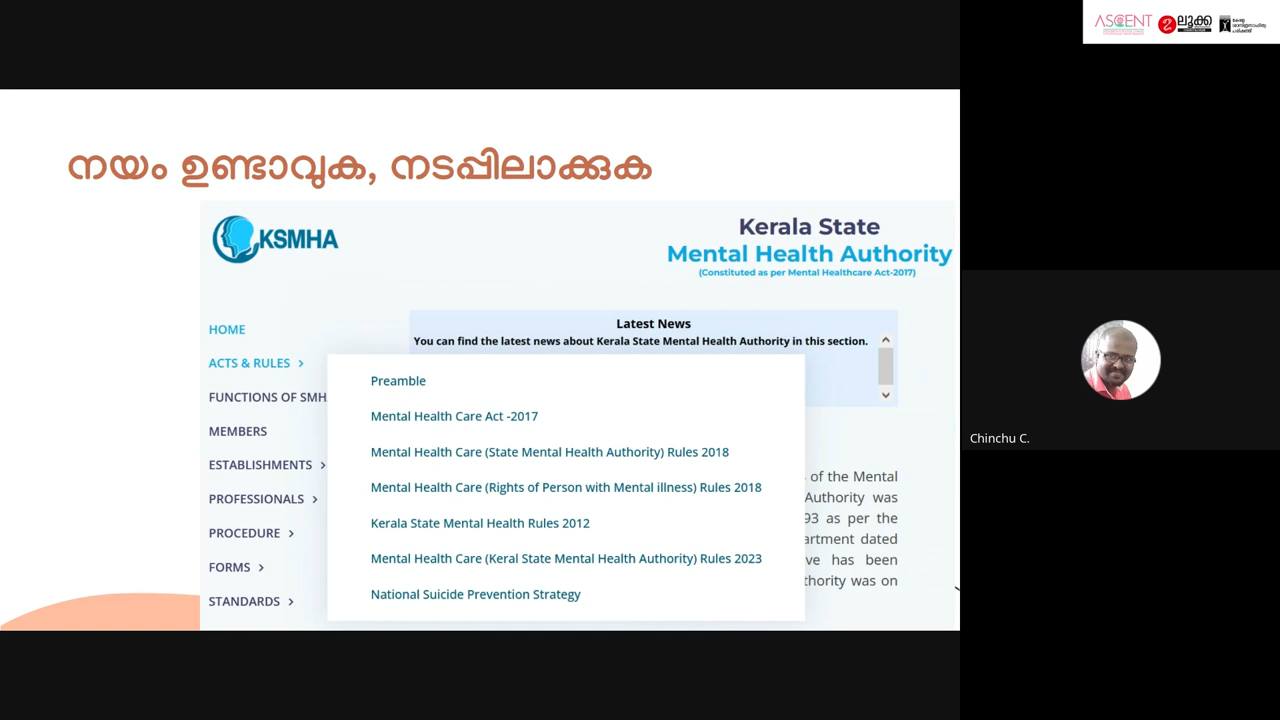 ASCENT
ലൂക്ക
കേരള
ശാസ്ത്രസാഹിത്യ
പരിഷത്ത്
നയം ഉണ്ടാവുക, നടപ്പിലാക്കുക
KSMHA
Kerala State
Mental Health Authority
(Constituted as per Mental Healthcare Act-2017)
Latest News
You can find the latest news about Kerala State Mental Health Authority in this section.
HOME
ACTS & RULES
FUNCTIONS OF SMH
MEMBERS
ESTABLISHMENTS
PROFESSIONALS
PROCEDURE
FORMS
STANDARDS
Preamble
Mental Health Care Act -2017
Mental Health Care (State Mental Health Authority) Rules 2018
Mental Health Care (Rights of Person with Mental illness) Rules 2018
Kerala State Mental Health Rules 2012
Mental Health Care (Keral State Mental Health Authority) Rules 2023
National Suicide Prevention Strategy
of the Mental
Authority was
93 as per the
artment dated
ve has been
thority was on
Chinchu C.